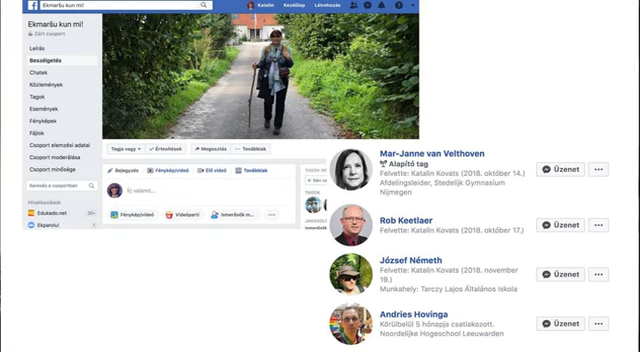 Ekmaršu kun mi!
Katalin
Kezdőlap
Létrehozás
Ekmaršu kun mi!
Zárt csoport
Leírás
Beszélgetés
Chatek
Közlemények
Tagok
Események
Fényképek
Fájlok
Csoport elemzési adatai
Csoport moderálása
Csoport minősége
Keresés a csoportban
Hivatkozások
Edukado.net
20+
Ekparolu!
1
Tagja vagy
Értesítések
Megosztás
Továbbiak
Bejegyzés
Fénykép/videó
Élő videó
Továbbiak
Írj valamit...
Fénykép/videó
Videóparti
Ismerősök m...
TAGOK
Mar-Janne van Velthoven
Alapító tag
Felvette: Katalin Kovats (2018. október 14.)
Afdelingsleider, Stedelijk Gymnasium
Nijmegen
Üzenet
Rob Keetlaer
Felvette: Katalin Kovats (2018. október 17.)
Üzenet
József Németh
Felvette: Katalin Kovats (2018. november
19.)
Munkahely: Tarczy Lajos Általános Iskola
Üzenet
Andries Hovinga
Körülbelül 5 hónapja csatlakozott.
Noordelijke Hogeschool Leeuwarden
Üzenet